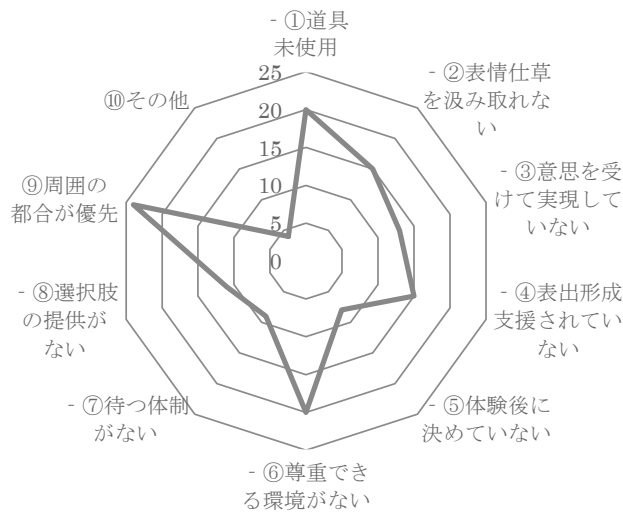 - ①道具
未使用
- ②表情仕草
を汲み取れな
い
- ③意思を受
けて実現して
いない
- ④表出形成
支援されてい
ない
- ⑤体験後に
決めていない
- ⑥尊重でき
る環境がない
- ⑦待つ体制
がない
- ⑧選択肢
の提供が
ない
⑨周囲の
都合が優先
⑩その他
25
20
15
10
5
0